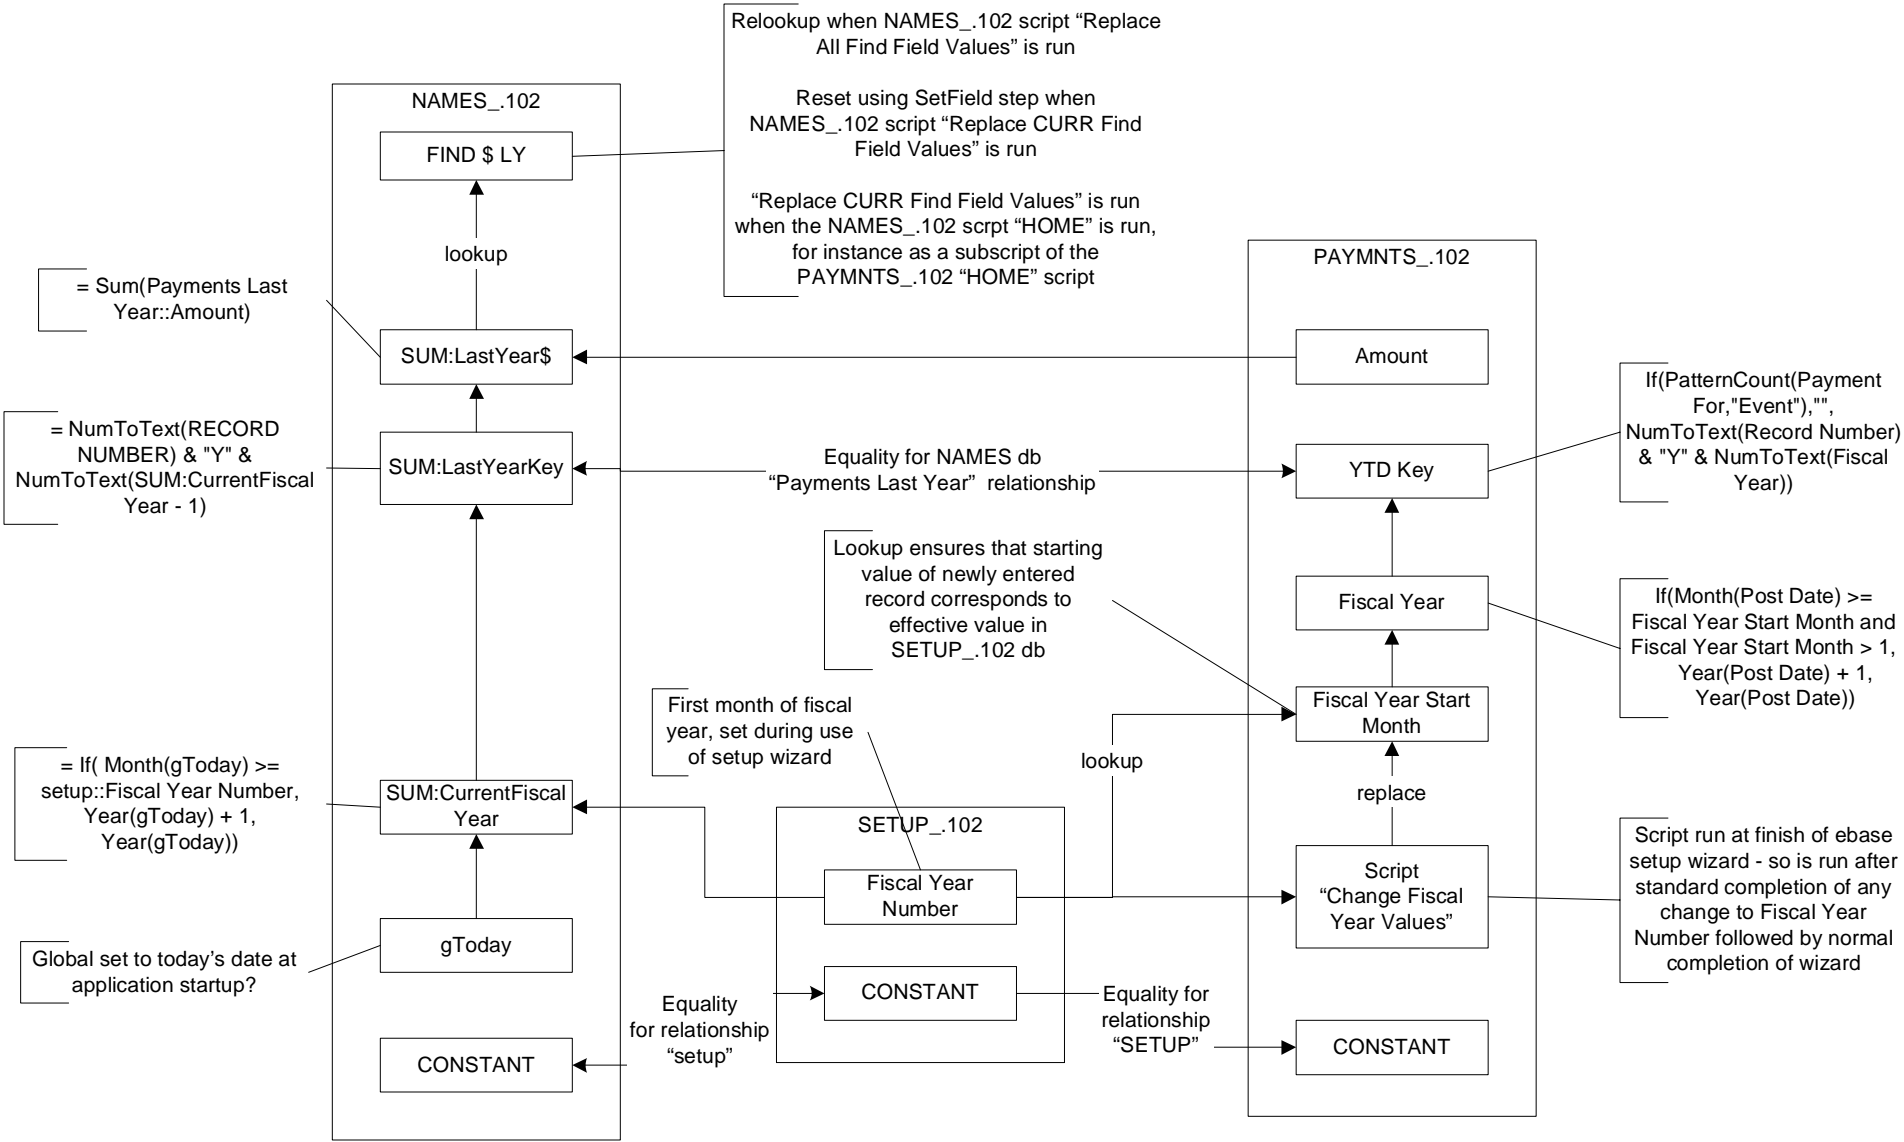 Relookup when NAMES_.102 script “Replace
All Find Field Values” is run
Reset using SetField step when
NAMES_.102 script “Replace CURR Find
Field Values” is run
“Replace CURR Find Field Values” is run
when the NAMES_.102 scrpt “HOME” is run,
for instance as a subscript of the
PAYMNTS_.102 “HOME” script
NAMES_.102
FIND $ LY
lookup
= Sum(Payments Last
Year::Amount)
SUM:LastYear$
= NumToText(RECORD
NUMBER) & "Y" &
NumToText(SUM:CurrentFiscal
Year - 1)
SUM:LastYearKey
Equality for NAMES db
“Payments Last Year” relationship
= If( Month(gToday) >=
setup::Fiscal Year Number,
Year(gToday) + 1,
Year(gToday))
SUM:CurrentFiscal
Year
gToday
Global set to today’s date at
application startup?
CONSTANT
Equality
for relationship
“setup”
First month of fiscal
year, set during use
of setup wizard
SETUP_.102
Fiscal Year
Number
CONSTANT
Equality for
relationship
“SETUP”
lookup
Lookup ensures that starting
value of newly entered
record corresponds to
effective value in
SETUP_.102 db
PAYMNTS_.102
Amount
YTD Key
If(PatternCount(Payment
For,"Event"),"",
NumToText(Record Number)
& "Y" & NumToText(Fiscal
Year))
Fiscal Year
If(Month(Post Date) >=
Fiscal Year Start Month and
Fiscal Year Start Month > 1,
Year(Post Date) + 1,
Year(Post Date))
Fiscal Year Start
Month
replace
Script
“Change Fiscal
Year Values”
Script run at finish of ebase
setup wizard - so is run after
standard completion of any
change to Fiscal Year
Number followed by normal
completion of wizard
CONSTANT